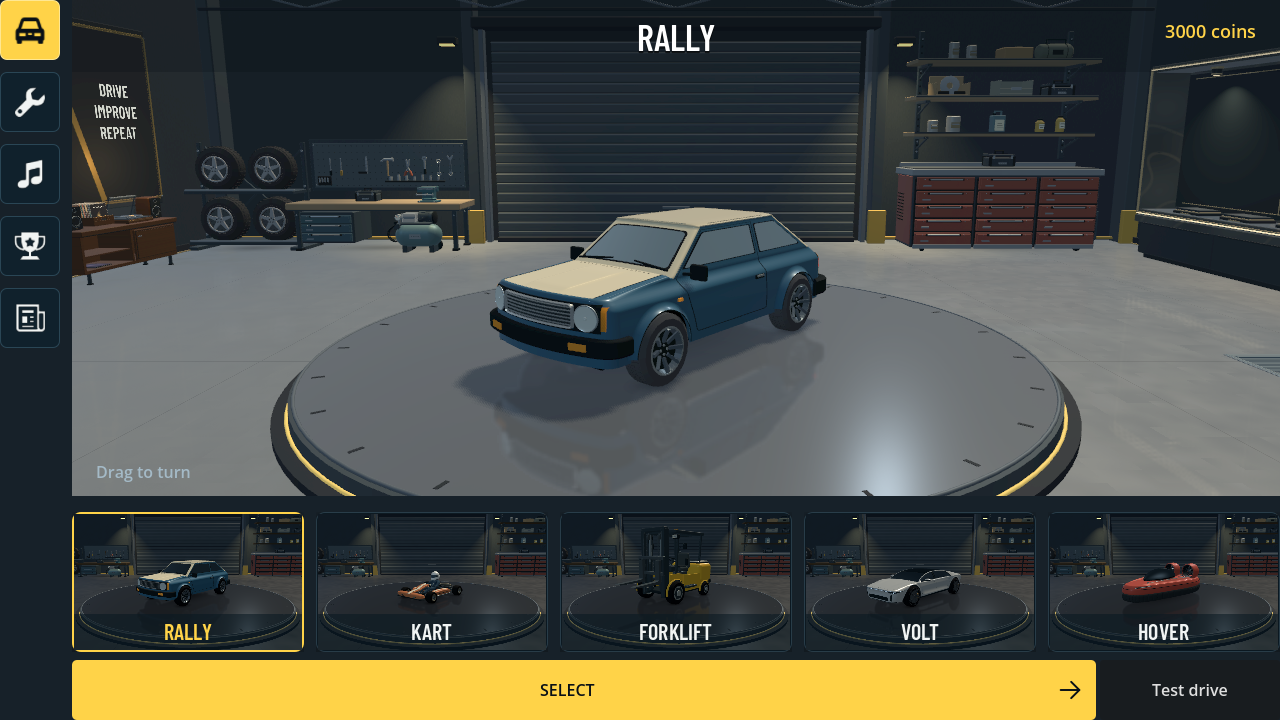 RALLY
3000 coins
DRIVE
IMPROVE
REPEAT
Drag to turn
RALLY
KART
FORKLIFT
VOLT
HOVER
SELECT
Test drive